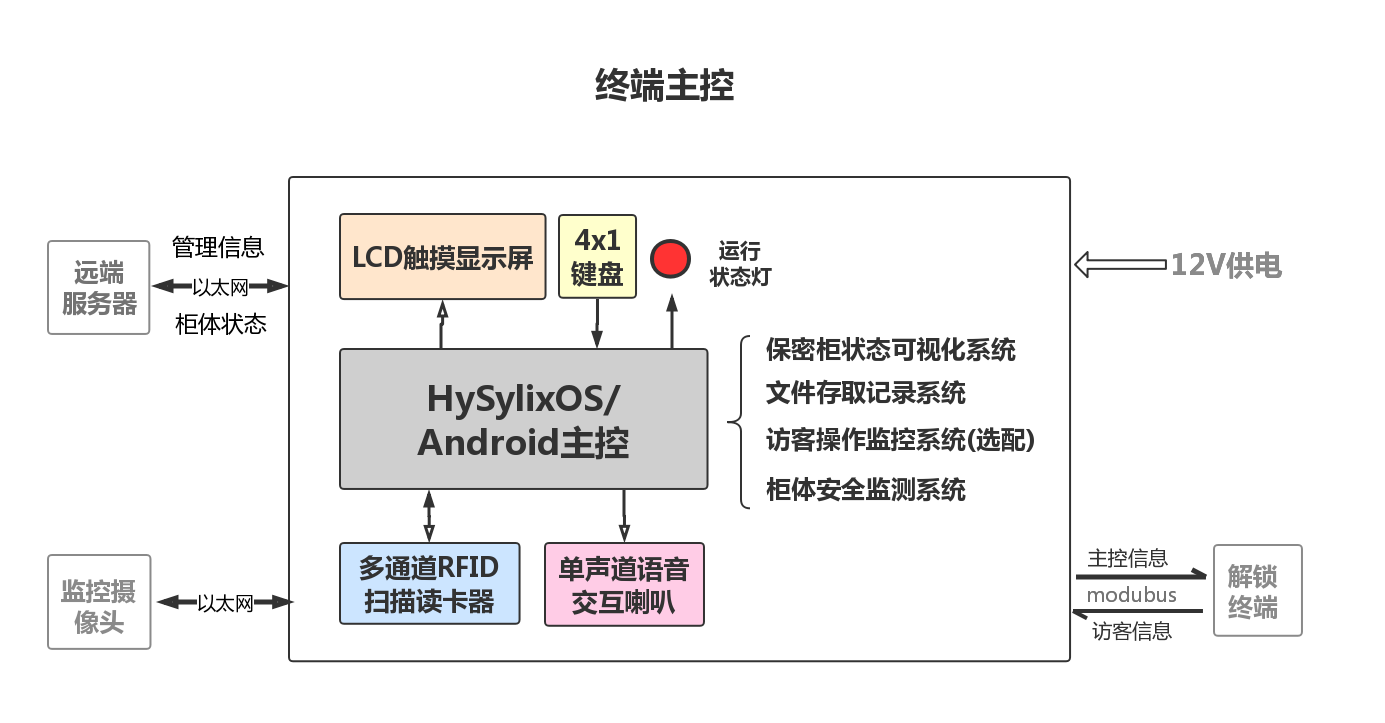 终端主控
管理信息
远端
服务器
以太网
柜体状态
LCD触摸显示屏
4x1
键盘
运行
状态灯
12V供电
HySylixOS/
Android主控
保密柜状态可视化系统
文件存取记录系统
访客操作监控系统(选配)
柜体安全监测系统
监控摄
像头
以太网
多通道RFID
扫描读卡器
单声道语音
交互喇叭
主控信息
modubus
访客信息
解锁
终端